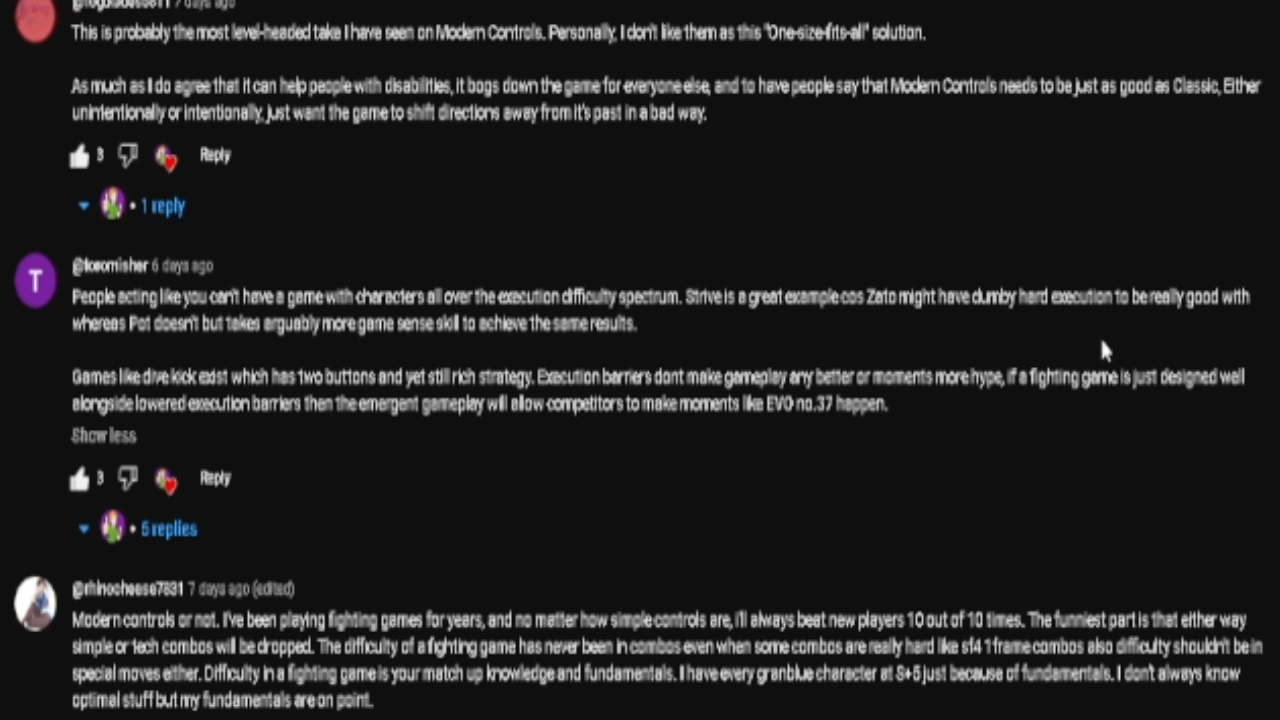 7 days ago
This is probably the most level-headed take I have seen on Modern Controls. Personally, I don't like them as this "One-size-fits-all" solution.
As much as I do agree that it can help people with disabilities, it bogs down the game for everyone else, and to have people say that Modern Controls needs to be just as good as Classic, Either
unintentionally or intentionally, just want the game to shift directions away from it's past in a bad way.
3 Reply
• 1 reply
T
6 days ago
People acting like you can't have a game with characters all over the execution difficulty spectrum. Strive is a great example cos Zato might have dumby hard execution to be really good with
whereas Pot doesn't but takes arguably more game sense skill to achieve the same results.
Games like dive kick exist which has two buttons and yet still rich strategy. Execution barriers dont make gameplay any better or moments more hype, if a fighting game is just designed well
alongside lowered execution barriers then the emergent gameplay will allow competitors to make moments like EVO no.37 happen.
Show less
3 Reply
• 5 replies
@rhinocheese7831 7 days ago (edited)
Modern controls or not. I've been playing fighting games for years, and no matter how simple controls are, i'll always beat new players 10 out of 10 times. The funniest part is that either way
simple or tech combos will be dropped. The difficulty of a fighting game has never been in combos even when some combos are really hard like sf4 1 frame combos also difficulty shouldn't be in
special moves either. Difficulty in a fighting game is your match up knowledge and fundamentals. I have every granblue character at S+5 just because of fundamentals. I don't always know
optimal stuff but my fundamentals are on point.